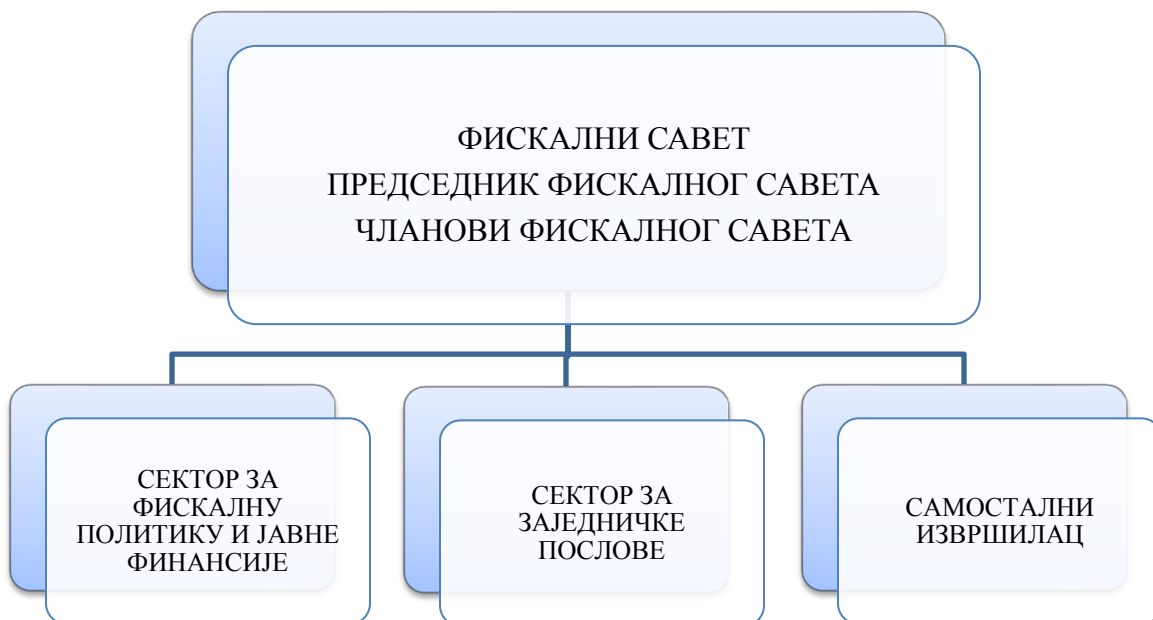 ФИСКАЛНИ САВЕТ
ПРЕДСЕДНИК ФИСКАЛНОГ САВЕТА
ЧЛАНОВИ ФИСКАЛНОГ САВЕТА
СЕКТОР ЗА
ФИСКАЛНУ
ПОЛИТИКУ И ЈАВНЕ
ФИНАНСИЈЕ
СЕКТОР ЗА
ЗАЈЕДНИЧКЕ
ПОСЛОВЕ
САМОСТАЛНИ
ИЗВРШИЛАЦ